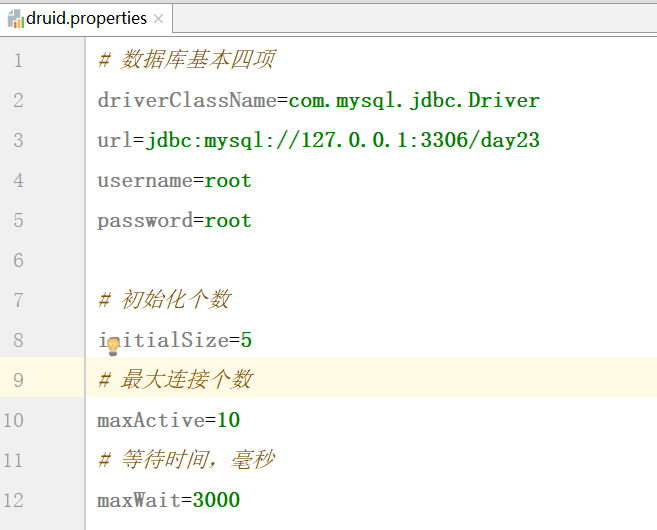 druid.properties
1 # 数据库基本四项
2 driverClassName=com.mysql.jdbc.Driver
3 url=jdbc:mysql://127.0.0.1:3306/day23
4 username=root
5 password=root
6
7 # 初始化个数
8 initialSize=5
9 # 最大连接个数
10 maxActive=10
11 # 等待时间，毫秒
12 maxWait=3000